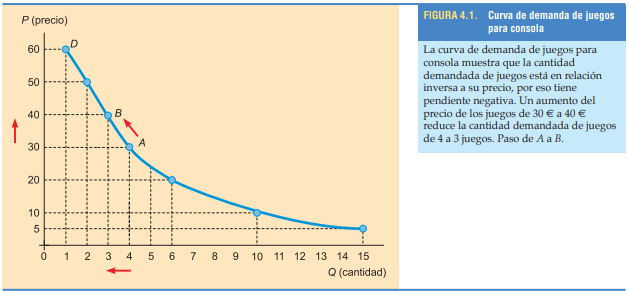 P (precio)
60
D
50
40
B
A
30
20
10
5
0 1 2 3 4 5 6 7 8 9 10 11 12 13 14 15
Q (cantidad)
FIGURA 4.1. Curva de demanda de juegos
para consola
La curva de demanda de juegos para
consola muestra que la cantidad
demandada de juegos está en relación
inversa a su precio, por eso tiene
pendiente negativa. Un aumento del
precio de los juegos de 30 € a 40 €
reduce la cantidad demandada de juegos
de 4 a 3 juegos. Paso de A a B.